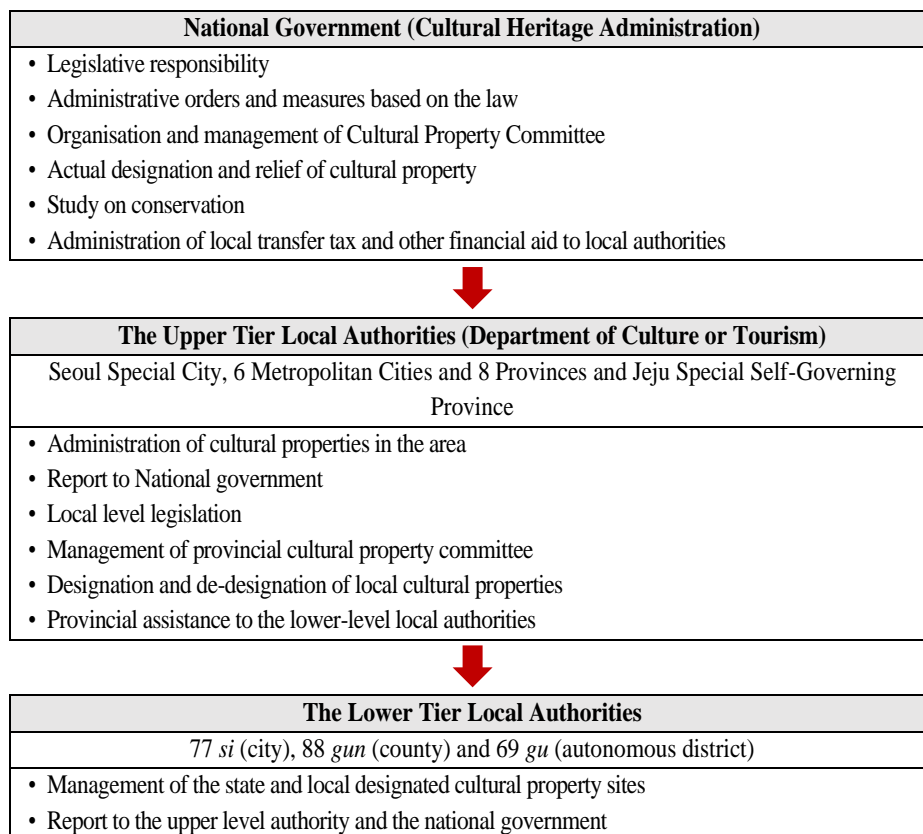 National Government (Cultural Heritage Administration)
• Legislative responsibility
• Administrative orders and measures based on the law
• Organisation and management of Cultural Property Committee
• Actual designation and relief of cultural property
• Study on conservation
• Administration of local transfer tax and other financial aid to local authorities
The Upper Tier Local Authorities (Department of Culture or Tourism)
Seoul Special City, 6 Metropolitan Cities and 8 Provinces and Jeju Special Self-Governing
Province
• Administration of cultural properties in the area
• Report to National government
• Local level legislation
• Management of provincial cultural property committee
• Designation and de-designation of local cultural properties
• Provincial assistance to the lower-level local authorities
The Lower Tier Local Authorities
77 si (city), 88 gun (county) and 69 gu (autonomous district)
• Management of the state and local designated cultural property sites
• Report to the upper level authority and the national government